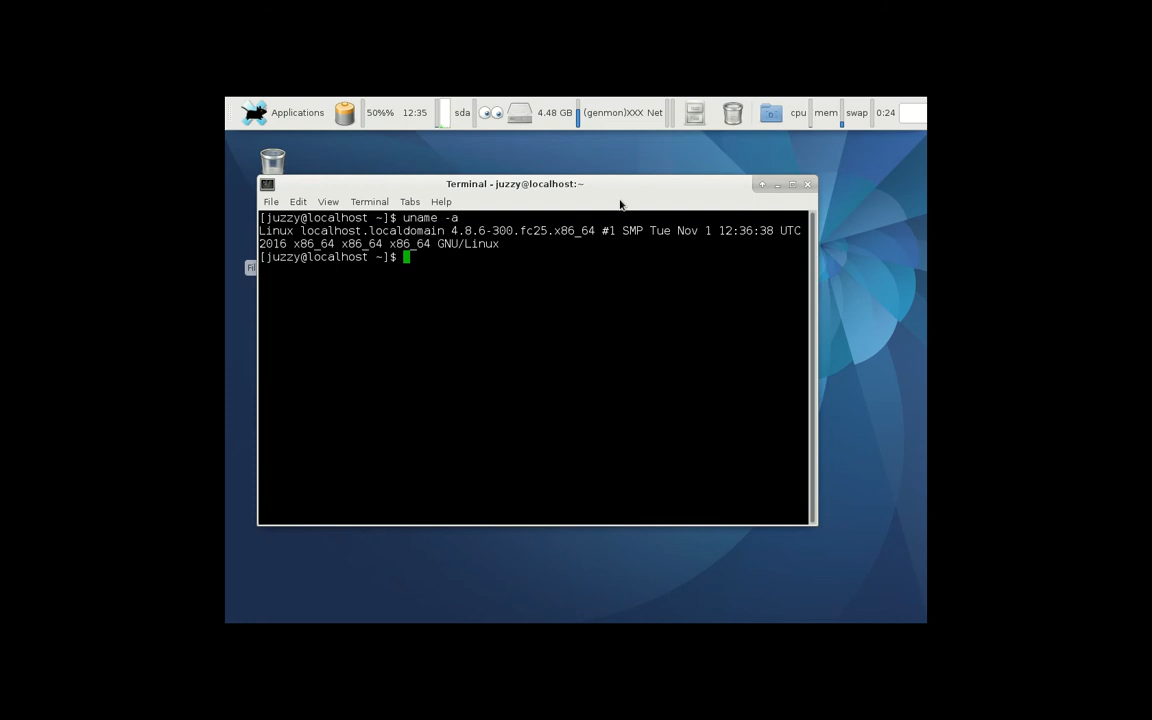 Applications 50%% 12:35 sda 4.48 GB (genmon)XXX Net cpu mem swap 0:24
Terminal - juzzy@localhost:~
File Edit View Terminal Tabs Help
[juzzy@localhost ~]$ uname -a
Linux localhost.localdomain 4.8.6-300.fc25.x86_64 #1 SMP Tue Nov 1 12:36:38 UTC
2016 x86_64 x86_64 x86_64 GNU/Linux
[juzzy@localhost ~]$